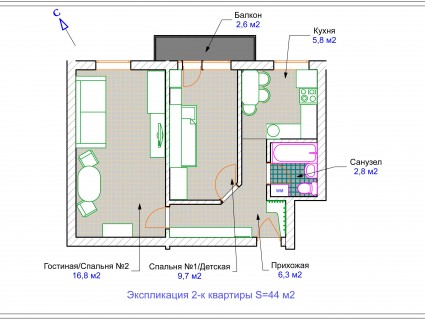 Балкон
2,6 м2
Кухня
5,8 м2
С
Санузел
2,8 м2
Гостиная/Спальня №2
16,8 м2
Спальня №1/Детская
9,7 м2
Прихожая
6,3 м2
Экспликация 2-к квартиры S=44 м2